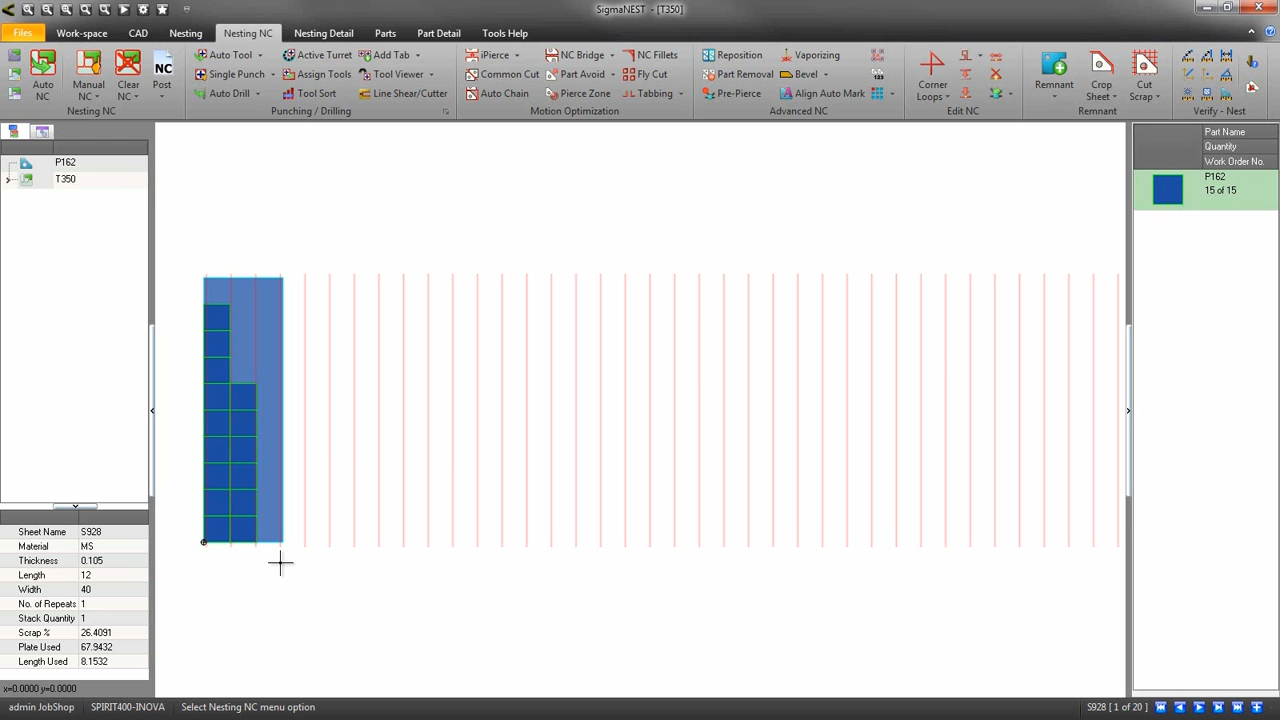 SigmaNEST - [T350]
Files Work-space CAD Nesting Nesting NC Nesting Detail Parts Part Detail Tools Help
Auto Tool Active Turret Add Tab iPierce NC Bridge NC Fillets Reposition Vaporizing
Single Punch Assign Tools Tool Viewer Common Cut Part Avoid Fly Cut Part Removal Bevel
Auto Drill Tool Sort Line Shear/Cutter Auto Chain Pierce Zone Tabbing Pre-Pierce Align Auto Mark
Auto NC Manual NC Clear NC NC Post Corner Loops Remnant Crop Sheet Cut Scrap
123
Nesting NC Punching / Drilling Motion Optimization Advanced NC Edit NC Remnant Verify - Nest
P162
T350
Part Name
Quantity
Work Order No.
P162
15 of 15
Sheet Name S928
Material MS
Thickness 0.105
Length 12
Width 40
No. of Repeats 1
Stack Quantity 1
Scrap % 26.4091
Plate Used 67.9432
Length Used 8.1532
x=0.0000 y=0.0000
admin JobShop SPIRIT400-INOVA Select Nesting NC menu option S928 [ 1 of 20 ]